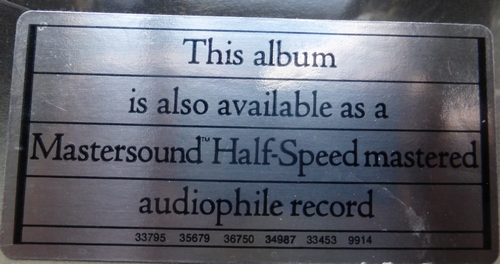 This album
is also available as a
Mastersound™ Half-Speed mastered
audiophile record
33795 35679 36750 34987 33453 9914